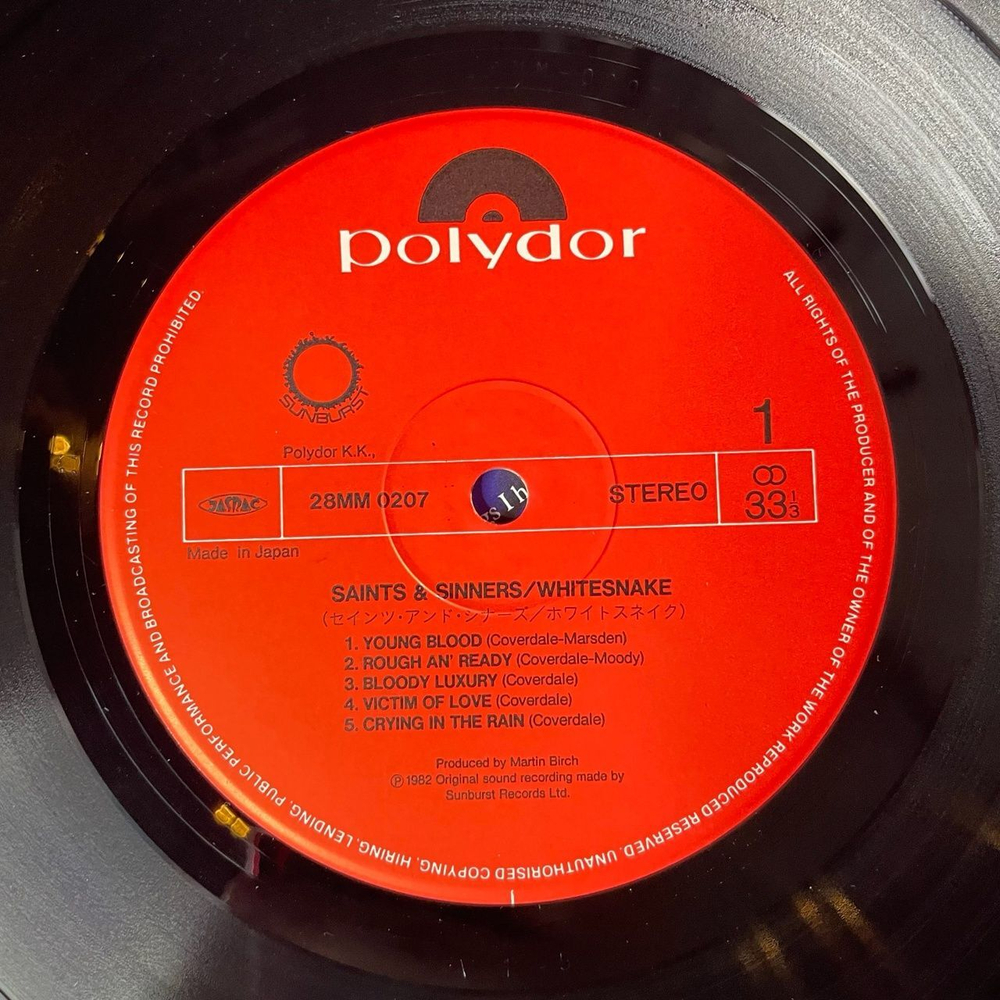 polydor
SUNBURST
1
Polydor K.K.,
JASRAC
28MM 0207
STEREO
33 1/3
Made in Japan
SAINTS & SINNERS/WHITESNAKE
(セインツ・アンド・シナーズ/ホワイトスネイク)
1. YOUNG BLOOD (Coverdale-Marsden)
2. ROUGH AN' READY (Coverdale-Moody)
3. BLOODY LUXURY (Coverdale)
4. VICTIM OF LOVE (Coverdale)
5. CRYING IN THE RAIN (Coverdale)
Produced by Martin Birch
Ⓟ 1982 Original sound recording made by
Sunburst Records Ltd.
ALL RIGHTS OF THE PRODUCER AND OF THE OWNER OF THE WORK REPRODUCED RESERVED. UNAUTHORISED COPYING, HIRING, LENDING, PUBLIC PERFORMANCE AND BROADCASTING OF THIS RECORD PROHIBITED.